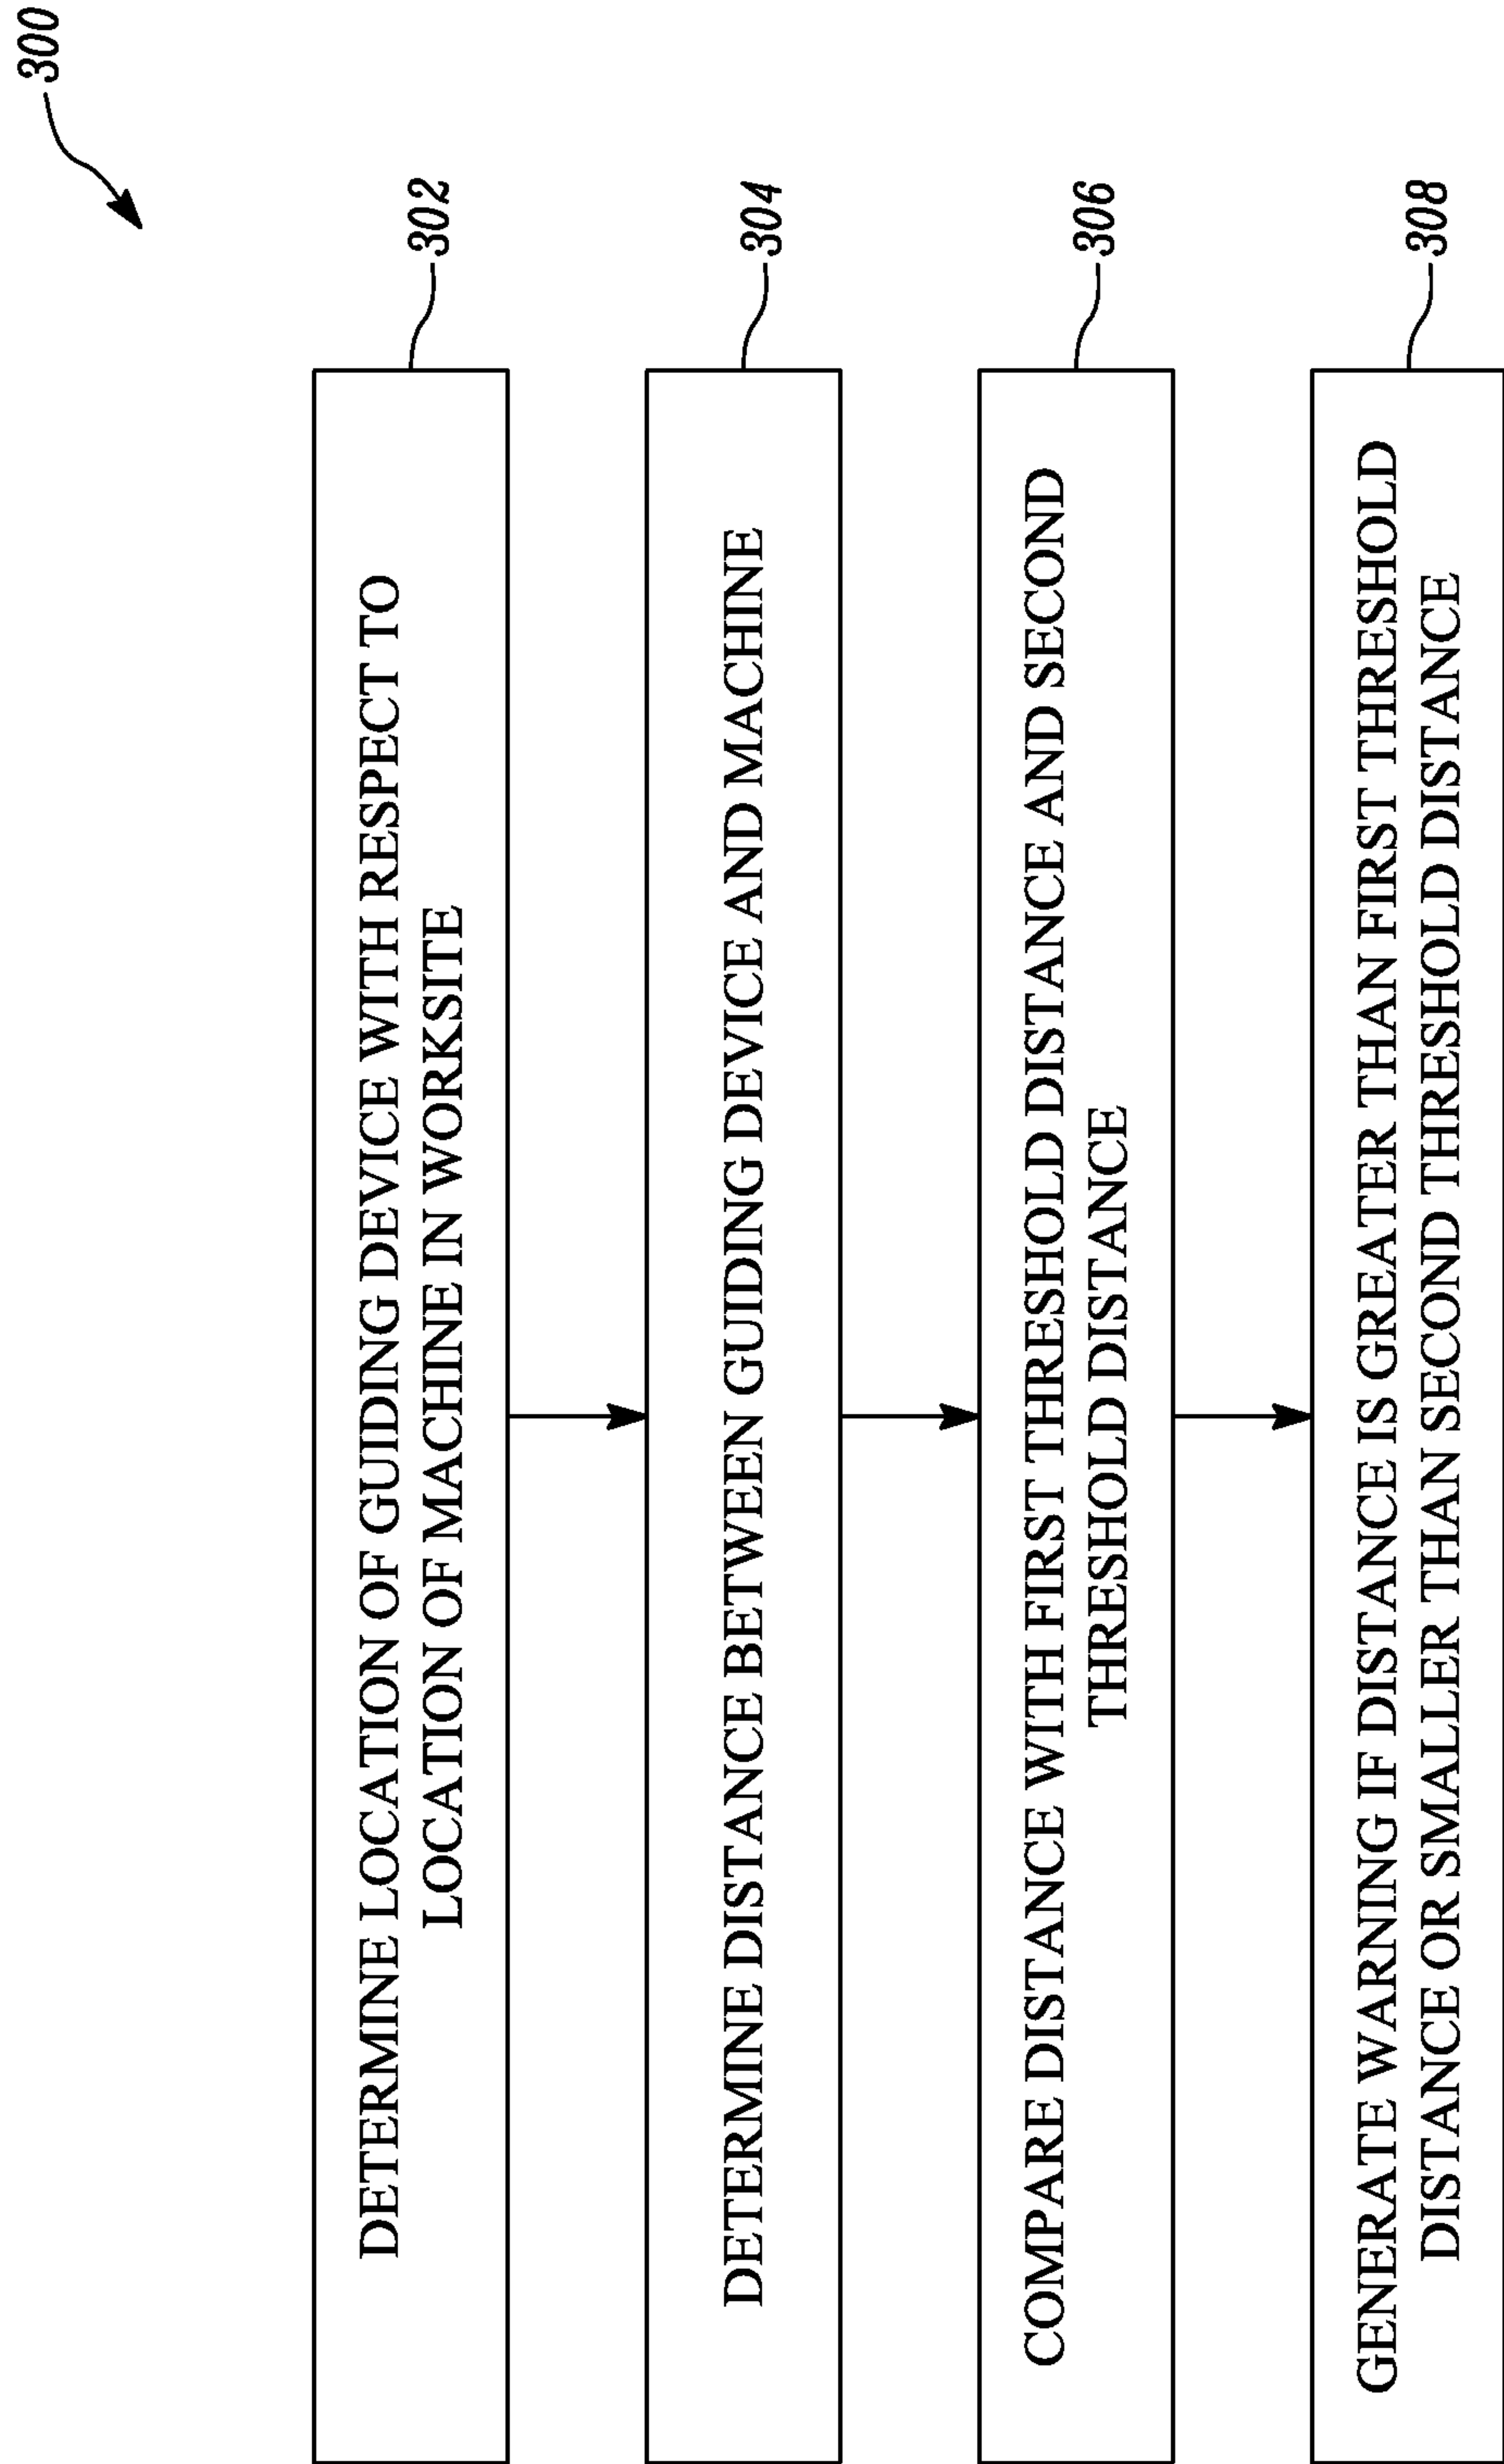 300
DETERMINE LOCATION OF GUIDING DEVICE WITH RESPECT TO
LOCATION OF MACHINE IN WORKSITE
302
DETERMINE DISTANCE BETWEEN GUIDING DEVICE AND MACHINE
304
COMPARE DISTANCE WITH FIRST THRESHOLD DISTANCE AND SECOND
THRESHOLD DISTANCE
306
GENERATE WARNING IF DISTANCE IS GREATER THAN FIRST THRESHOLD
DISTANCE OR SMALLER THAN SECOND THRESHOLD DISTANCE
308